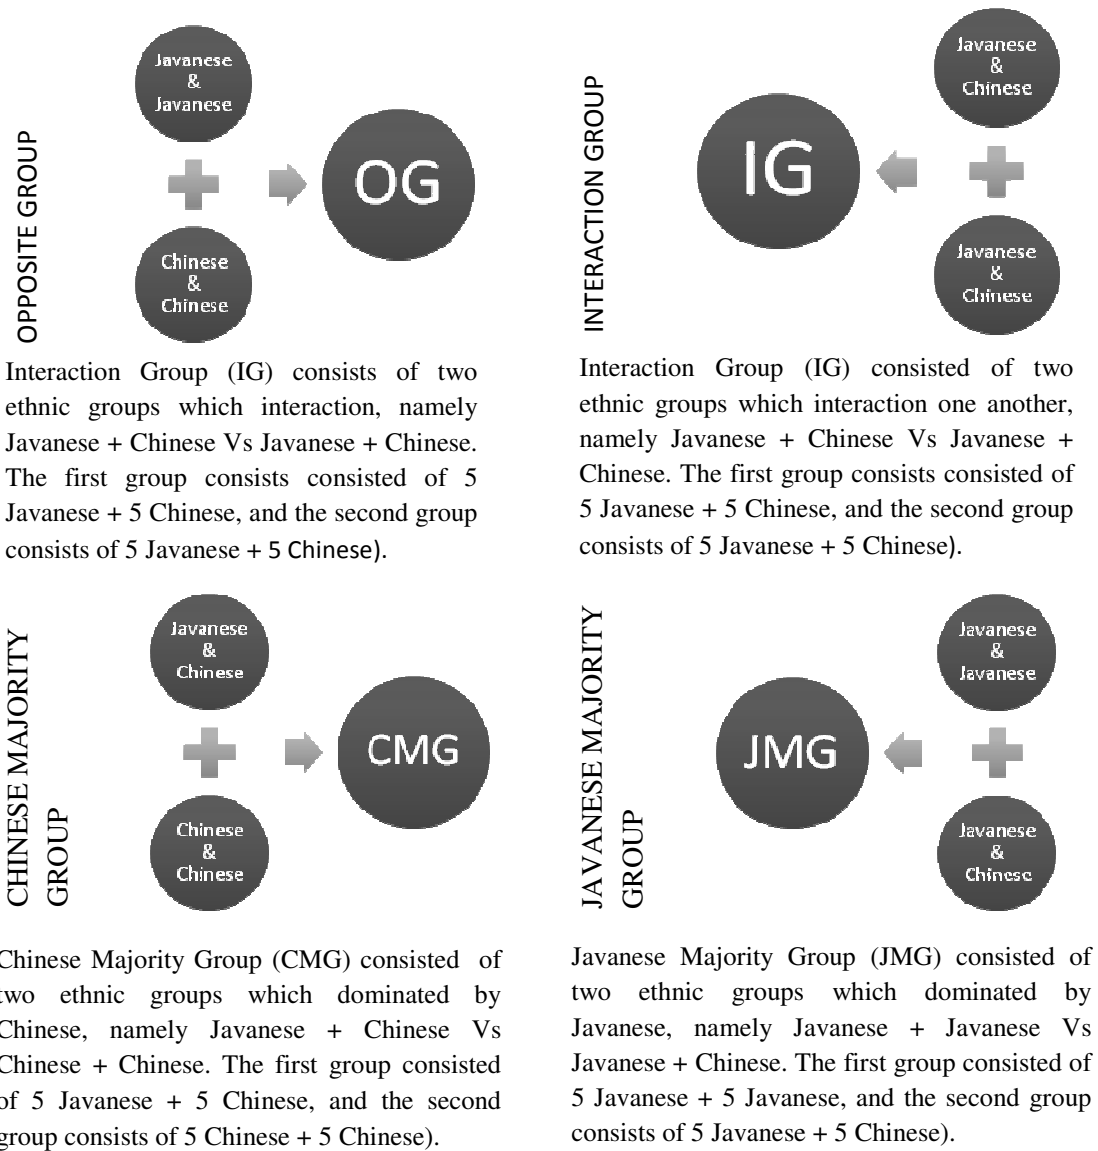 OPPOSITE GROUP
Javanese
&
Javanese
Chinese
&
Chinese
OG
Interaction Group (IG) consists of two
ethnic groups which interaction, namely
Javanese + Chinese Vs Javanese + Chinese.
The first group consists consisted of 5
Javanese + 5 Chinese, and the second group
consists of 5 Javanese + 5 Chinese).
INTERACTION GROUP
IG
Javanese
&
Chinese
Javanese
&
Chinese
Interaction Group (IG) consisted of two
ethnic groups which interaction one another,
namely Javanese + Chinese Vs Javanese +
Chinese. The first group consists consisted of
5 Javanese + 5 Chinese, and the second group
consists of 5 Javanese + 5 Chinese).
CHINESE MAJORITY
GROUP
Javanese
&
Chinese
Chinese
&
Chinese
CMG
Chinese Majority Group (CMG) consisted of
two ethnic groups which dominated by
Chinese, namely Javanese + Chinese Vs
Chinese + Chinese. The first group consisted
of 5 Javanese + 5 Chinese, and the second
group consists of 5 Chinese + 5 Chinese).
JAVANESE MAJORITY
GROUP
JMG
Javanese
&
Javanese
Javanese
&
Chinese
Javanese Majority Group (JMG) consisted of
two ethnic groups which dominated by
Javanese, namely Javanese + Javanese Vs
Javanese + Chinese. The first group consisted of
5 Javanese + 5 Javanese, and the second group
consists of 5 Javanese + 5 Chinese).